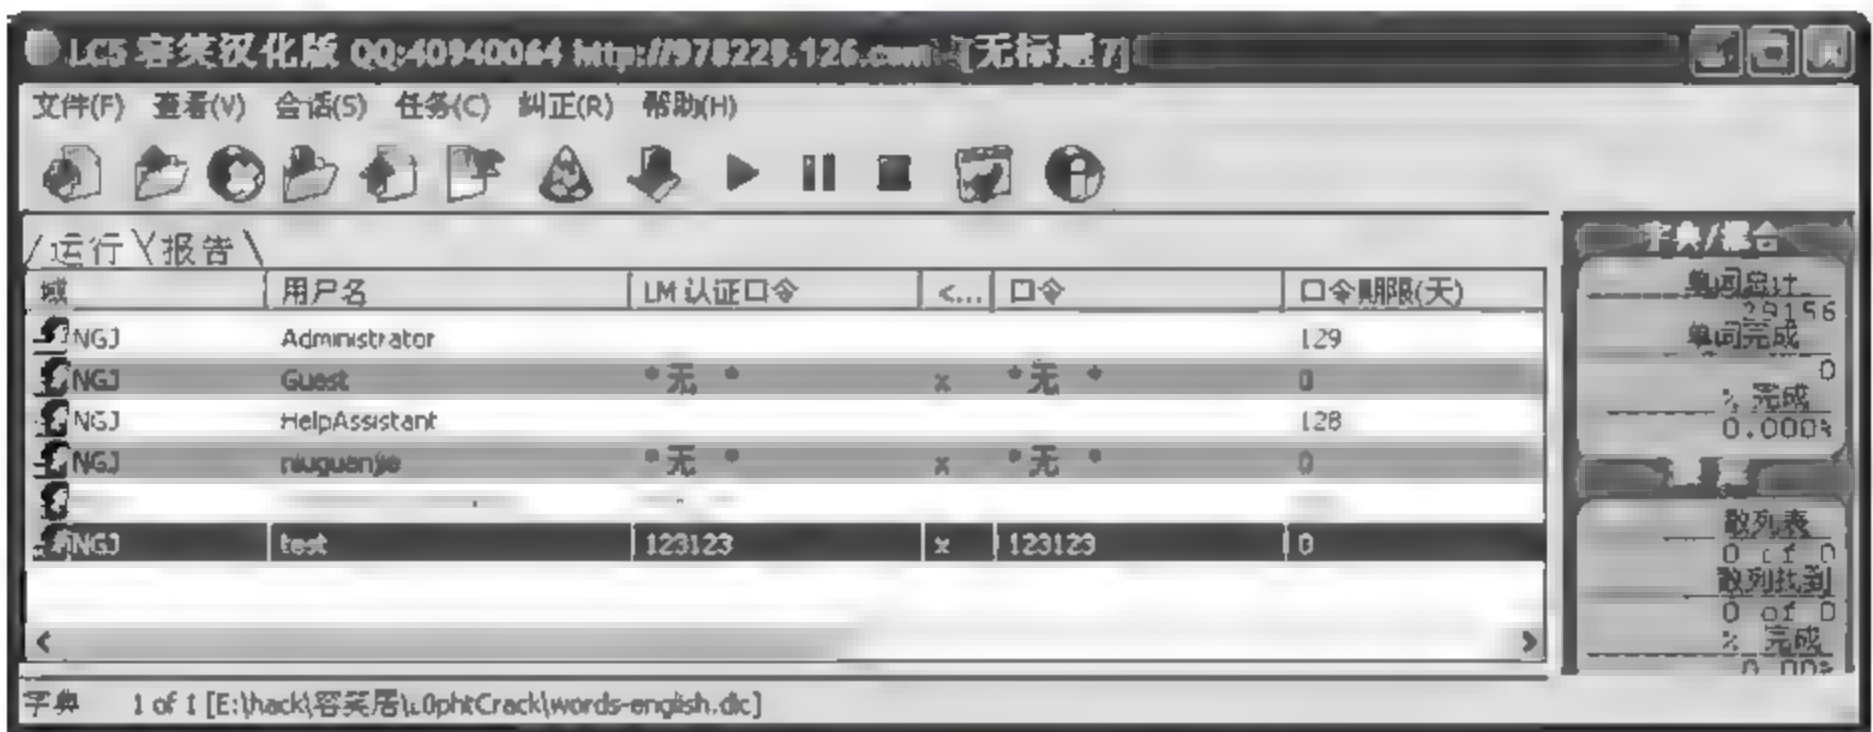 LC5 容笑汉化版 QQ:40940064 http://978229.126.com - [无标题7]
文件(F) 查看(V) 会话(S) 任务(C) 纠正(R) 帮助(H)
运行 报告
域 用户名 LM 认证口令 <... 口令 口令期限(天)
NGJ Administrator 129
NGJ Guest * 无 * x * 无 * 0
NGJ HelpAssistant 128
NGJ niuguanjie * 无 * x * 无 * 0
NGJ test 123123 x 123123 0
字典/混合
单词总计
29156
单词完成
0
% 完成
0.000%
散列表
0 of 0
散列找到
0 of 0
% 完成
0.00%
字典 1 of 1 [E:\hack\容笑居\L0phtCrack\words-english.dic]